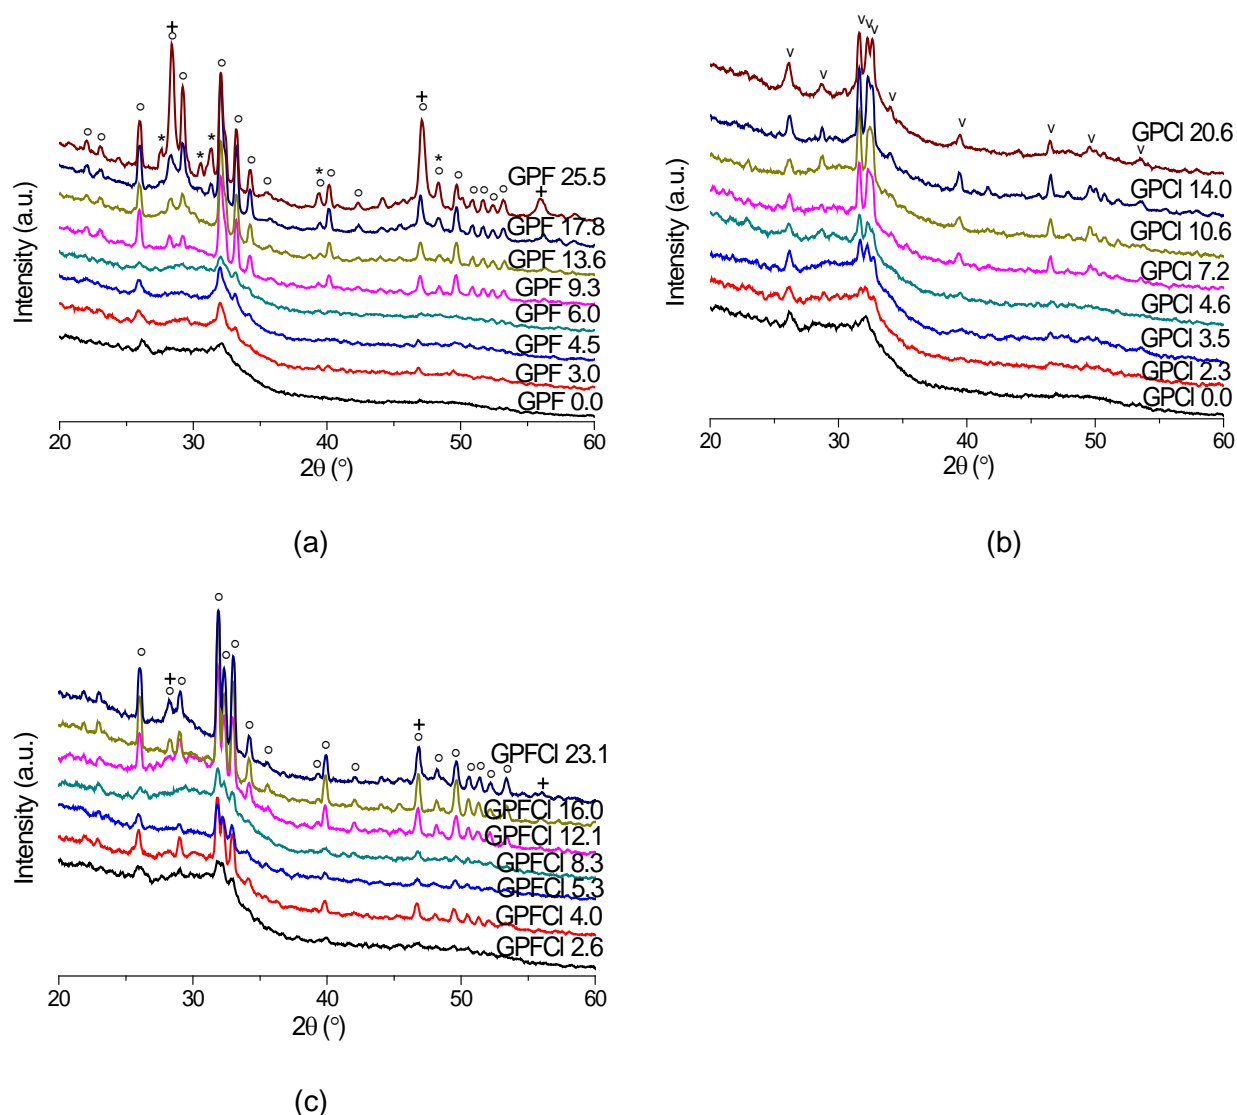 Intensity (a.u.)
GPF 25.5
GPF 17.8
GPF 13.6
GPF 9.3
GPF 6.0
GPF 4.5
GPF 3.0
GPF 0.0
20 30 40 50 60
2θ (°)
(a)
Intensity (a.u.)
GPCl 20.6
GPCl 14.0
GPCl 10.6
GPCl 7.2
GPCl 4.6
GPCl 3.5
GPCl 2.3
GPCl 0.0
20 30 40 50 60
2θ (°)
(b)
Intensity (a.u.)
GPFCl 23.1
GPFCl 16.0
GPFCl 12.1
GPFCl 8.3
GPFCl 5.3
GPFCl 4.0
GPFCl 2.6
20 30 40 50 60
2θ (°)
(c)